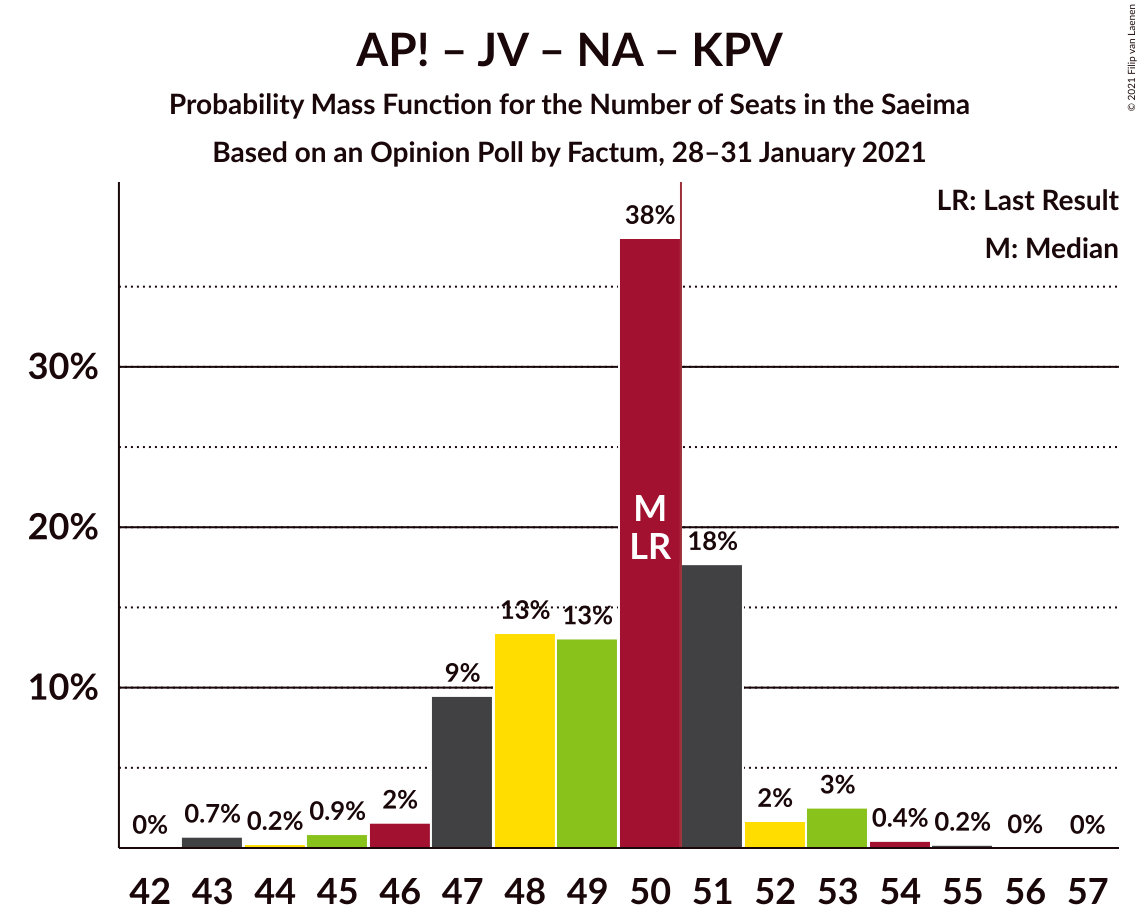 AP! – JV – NA – KPV
Probability Mass Function for the Number of Seats in the Saeima
Based on an Opinion Poll by Factum, 28–31 January 2021
© 2021 Filip van Laenen
LR: Last Result
M: Median
30%
20%
10%
0%
0.7%
0.2%
0.9%
2%
9%
13%
13%
38%
M
LR
18%
2%
3%
0.4%
0.2%
0%
0%
42 43 44 45 46 47 48 49 50 51 52 53 54 55 56 57